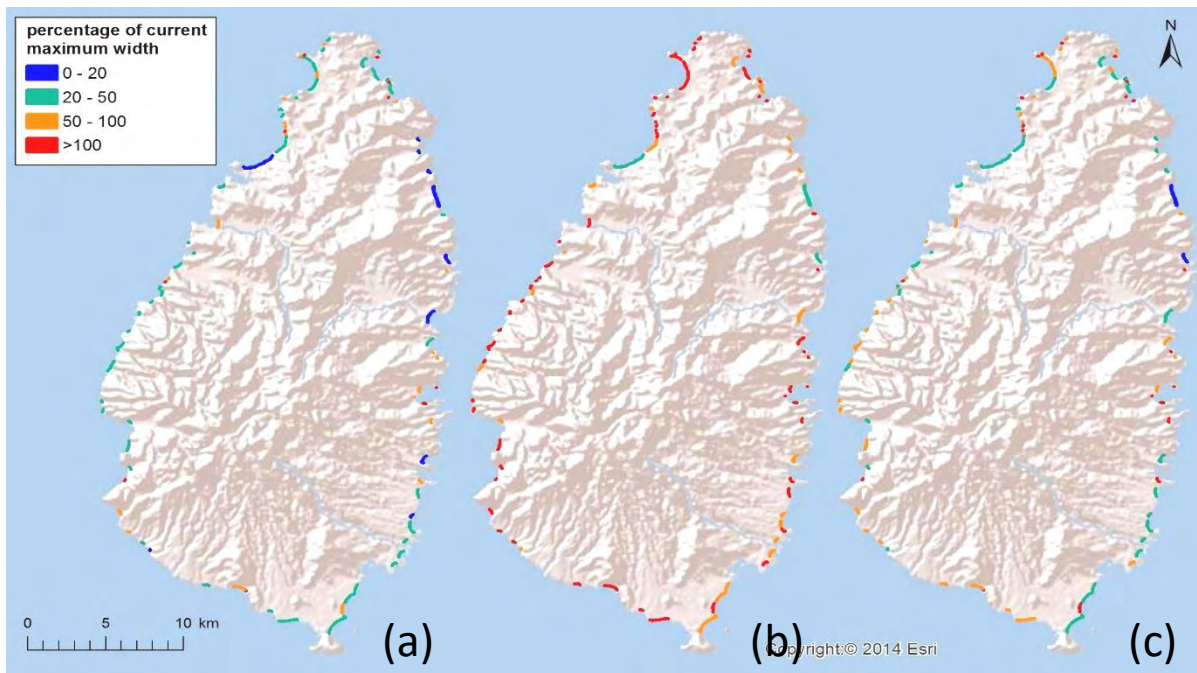 percentage of current
maximum width
0 - 20
20 - 50
50 - 100
>100
N
0 5 10 km
(a)
(b)
(c)
Copyright:© 2014 Esri